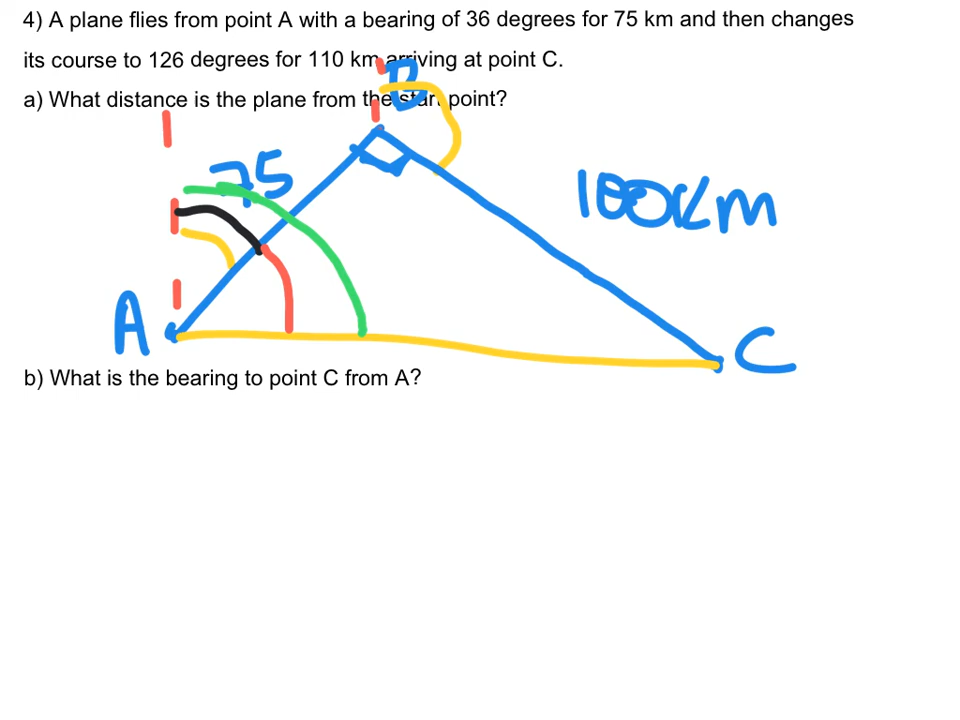 4) A plane flies from point A with a bearing of 36 degrees for 75 km and then changes
its course to 126 degrees for 110 km arriving at point C.
a) What distance is the plane from the start point?
B
75
100km
A
C
b) What is the bearing to point C from A?